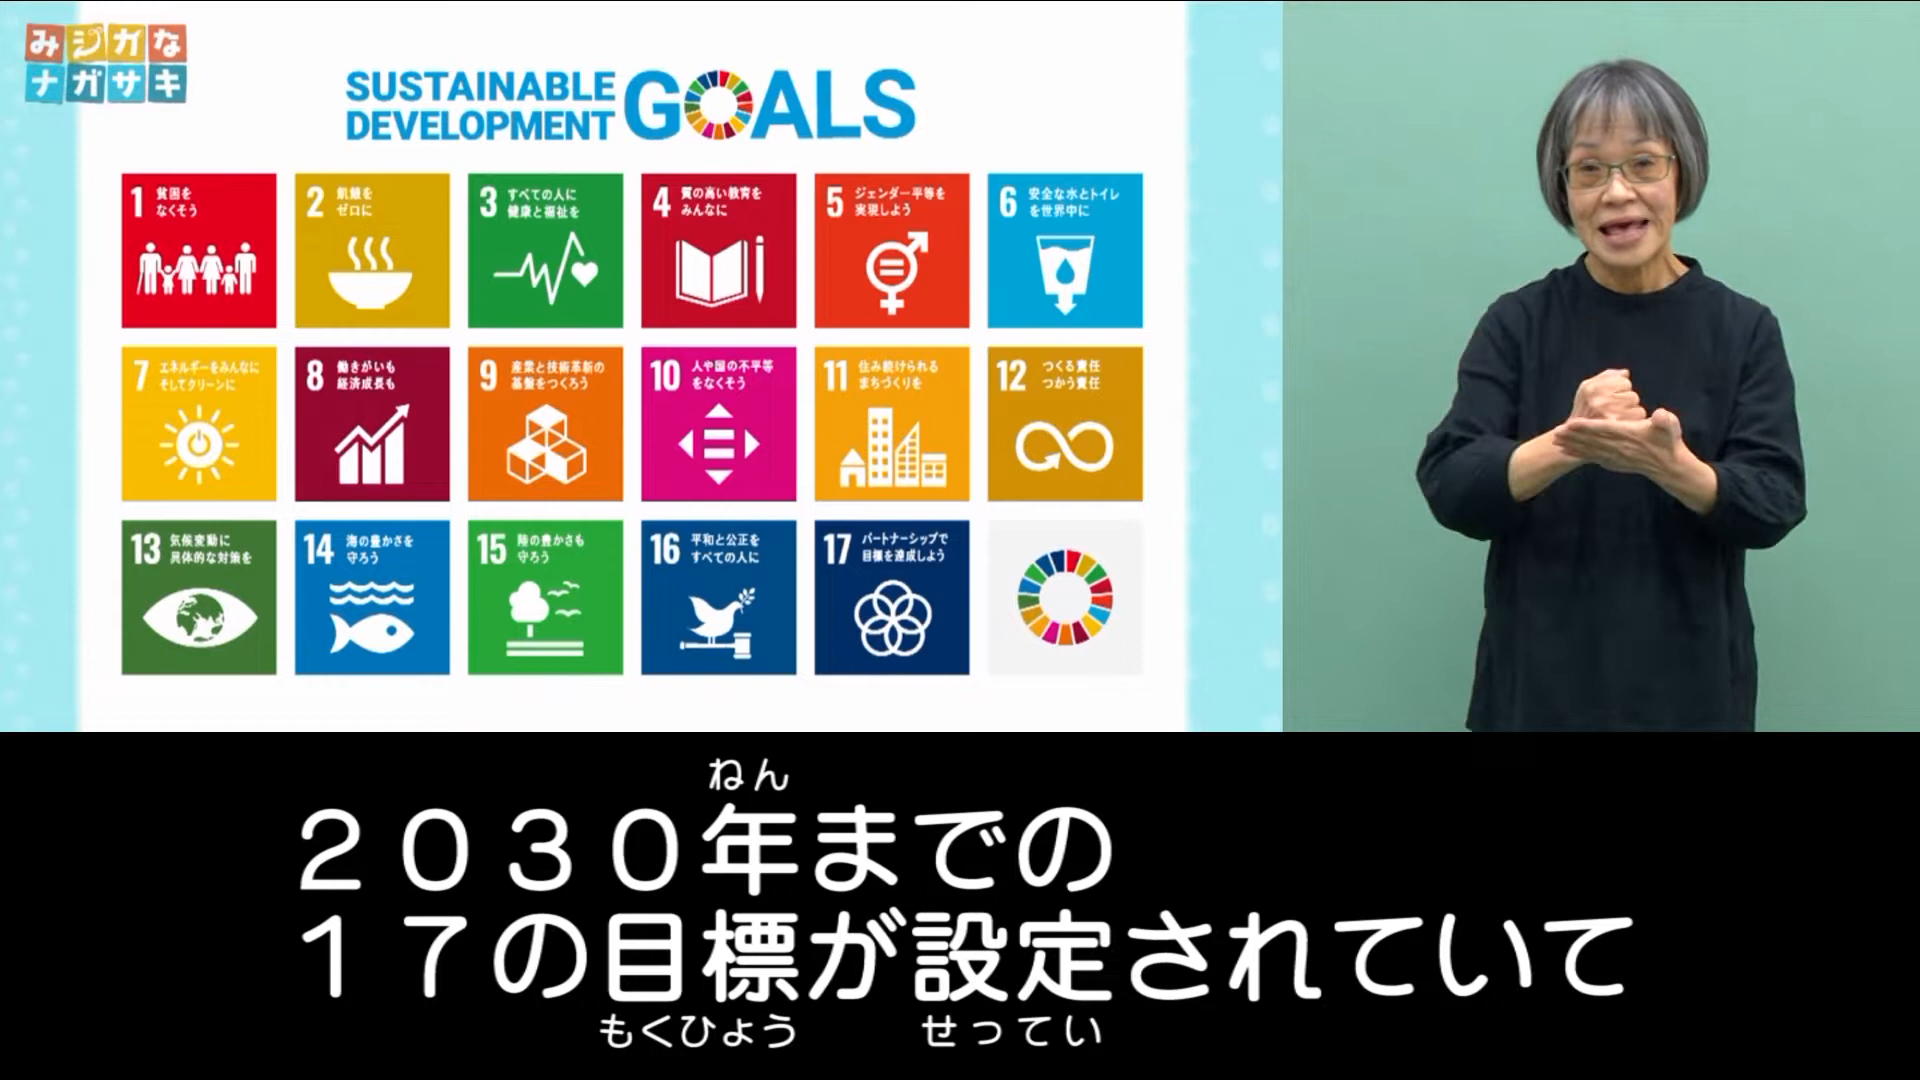 みジカな
ナガサキ
SUSTAINABLE
DEVELOPMENT
GOALS
1 貧困を
なくそう
2 飢餓を
ゼロに
3 すべての人に
健康と福祉を
4 質の高い教育を
みんなに
5 ジェンダー平等を
実現しよう
6 安全な水とトイレ
を世界中に
7 エネルギーをみんなに
そしてクリーンに
8 働きがいも
経済成長も
9 産業と技術革新の
基盤をつくろう
10 人や国の不平等
をなくそう
11 住み続けられる
まちづくりを
12 つくる責任
つかう責任
13 気候変動に
具体的な対策を
14 海の豊かさを
守ろう
15 陸の豊かさも
守ろう
16 平和と公正を
すべての人に
17 パートナーシップで
目標を達成しよう
ねん
２０３０年までの
１７の目標が設定されていて
もくひょう せってい